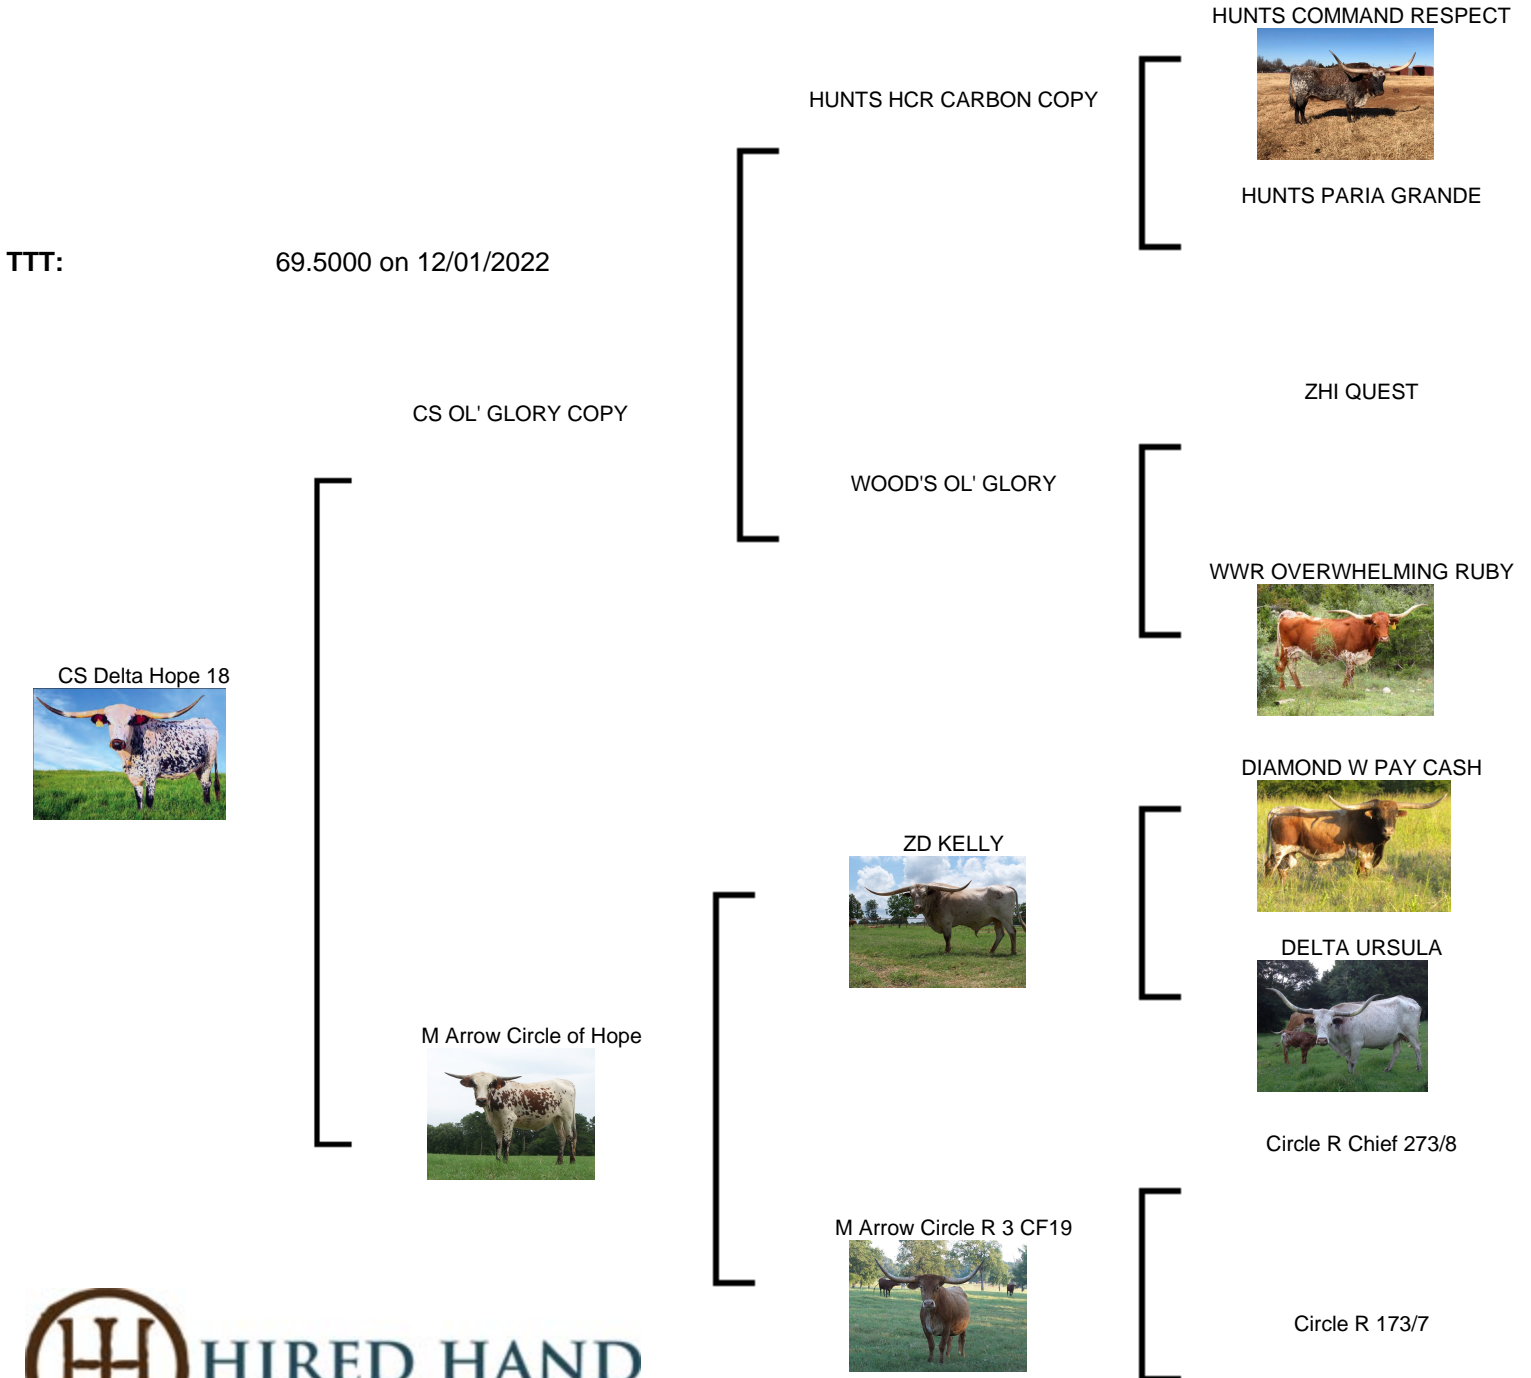 HUNTS COMMAND RESPECT
HUNTS HCR CARBON COPY
HUNTS PARIA GRANDE
TTT: 69.5000 on 12/01/2022
ZHI QUEST
CS OL' GLORY COPY
WOOD'S OL' GLORY
WWR OVERWHELMING RUBY
CS Delta Hope 18
DIAMOND W PAY CASH
ZD KELLY
DELTA URSULA
M Arrow Circle of Hope
Circle R Chief 273/8
M Arrow Circle R 3 CF19
Circle R 173/7
HIRED HAND